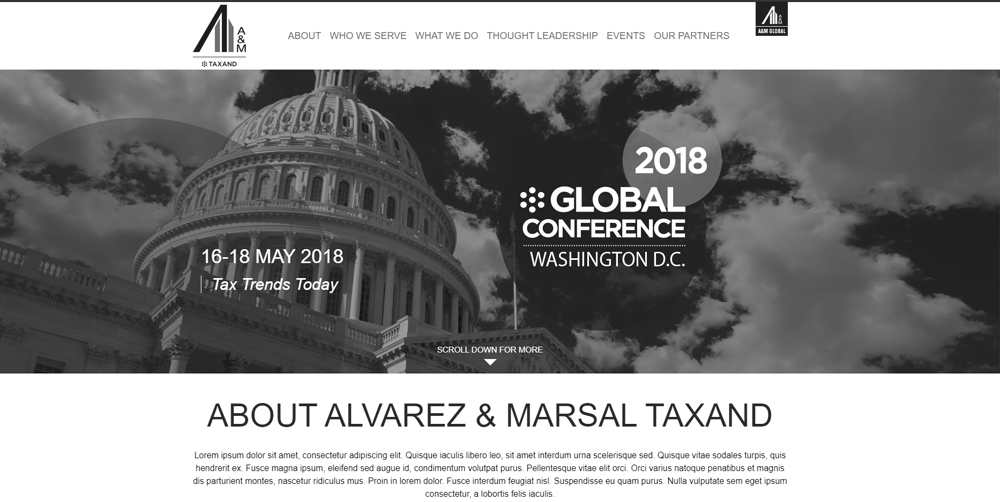 A&M
TAXAND
ABOUT WHO WE SERVE WHAT WE DO THOUGHT LEADERSHIP EVENTS OUR PARTNERS
A&M GLOBAL
2018
GLOBAL
CONFERENCE
WASHINGTON D.C.
16-18 MAY 2018
Tax Trends Today
SCROLL DOWN FOR MORE
ABOUT ALVAREZ & MARSAL TAXAND
Lorem ipsum dolor sit amet, consectetur adipiscing elit. Quisque iaculis libero leo, sit amet interdum urna scelerisque sed. Quisque vitae sodales turpis, quis
hendrerit ex. Fusce magna ipsum, eleifend sed augue id, condimentum volutpat purus. Pellentesque vitae elit orci. Orci varius natoque penatibus et magnis
dis parturient montes, nascetur ridiculus mus. Proin in lorem dolor. Fusce interdum feugiat nisl. Suspendisse eu quam purus. Nulla vulputate sem eget ipsum
consectetur, a lobortis felis iaculis.